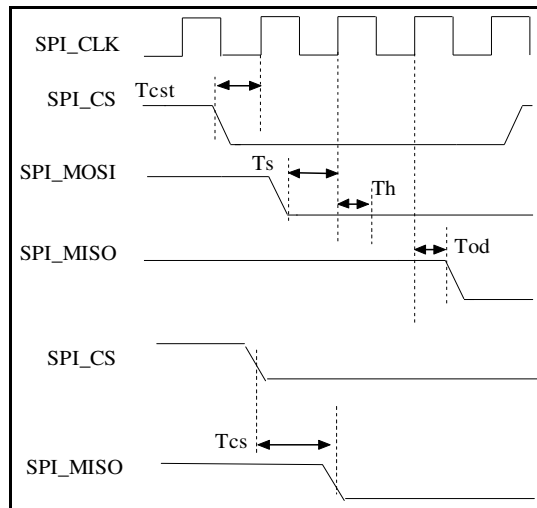 SPI_CLK
SPI_CS
Tcst
SPI_MOSI
Ts
Th
SPI_MISO
Tod
SPI_CS
Tcs
SPI_MISO